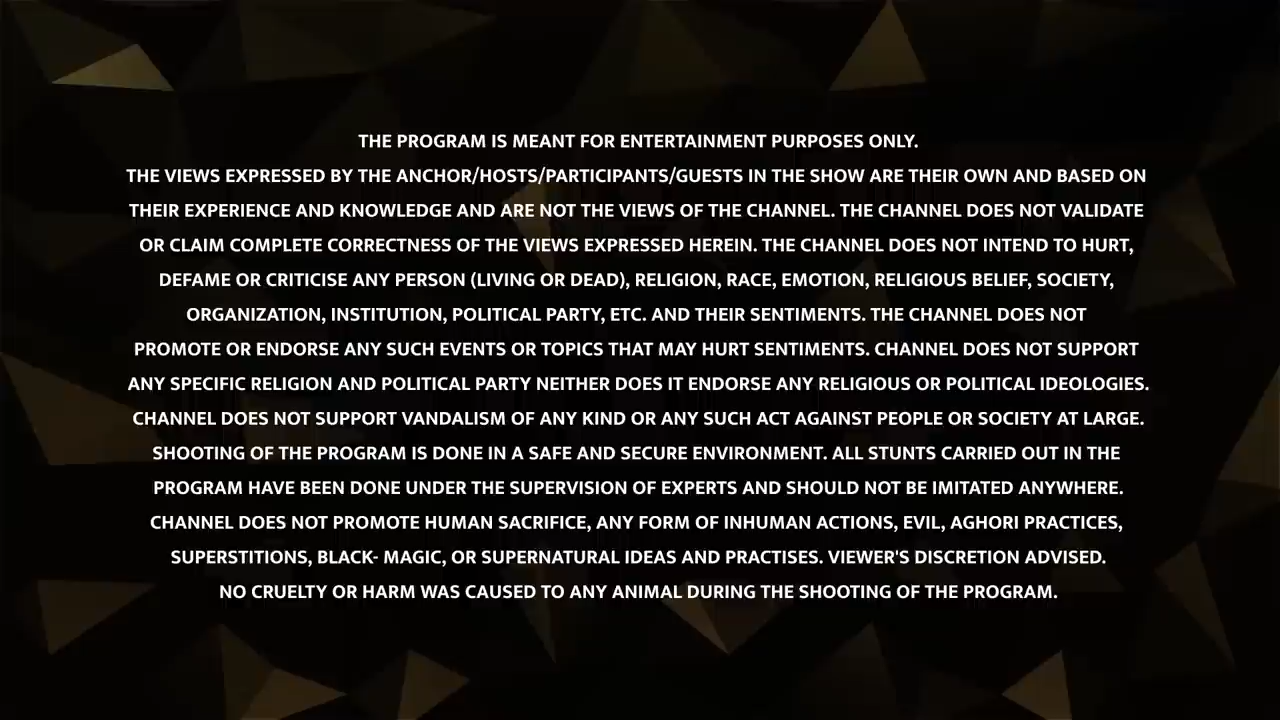 THE PROGRAM IS MEANT FOR ENTERTAINMENT PURPOSES ONLY.
THE VIEWS EXPRESSED BY THE ANCHOR/HOSTS/PARTICIPANTS/GUESTS IN THE SHOW ARE THEIR OWN AND BASED ON
THEIR EXPERIENCE AND KNOWLEDGE AND ARE NOT THE VIEWS OF THE CHANNEL. THE CHANNEL DOES NOT VALIDATE
OR CLAIM COMPLETE CORRECTNESS OF THE VIEWS EXPRESSED HEREIN. THE CHANNEL DOES NOT INTEND TO HURT,
DEFAME OR CRITICISE ANY PERSON (LIVING OR DEAD), RELIGION, RACE, EMOTION, RELIGIOUS BELIEF, SOCIETY,
ORGANIZATION, INSTITUTION, POLITICAL PARTY, ETC. AND THEIR SENTIMENTS. THE CHANNEL DOES NOT
PROMOTE OR ENDORSE ANY SUCH EVENTS OR TOPICS THAT MAY HURT SENTIMENTS. CHANNEL DOES NOT SUPPORT
ANY SPECIFIC RELIGION AND POLITICAL PARTY NEITHER DOES IT ENDORSE ANY RELIGIOUS OR POLITICAL IDEOLOGIES.
CHANNEL DOES NOT SUPPORT VANDALISM OF ANY KIND OR ANY SUCH ACT AGAINST PEOPLE OR SOCIETY AT LARGE.
SHOOTING OF THE PROGRAM IS DONE IN A SAFE AND SECURE ENVIRONMENT. ALL STUNTS CARRIED OUT IN THE
PROGRAM HAVE BEEN DONE UNDER THE SUPERVISION OF EXPERTS AND SHOULD NOT BE IMITATED ANYWHERE.
CHANNEL DOES NOT PROMOTE HUMAN SACRIFICE, ANY FORM OF INHUMAN ACTIONS, EVIL, AGHORI PRACTICES,
SUPERSTITIONS, BLACK- MAGIC, OR SUPERNATURAL IDEAS AND PRACTISES. VIEWER'S DISCRETION ADVISED.
NO CRUELTY OR HARM WAS CAUSED TO ANY ANIMAL DURING THE SHOOTING OF THE PROGRAM.